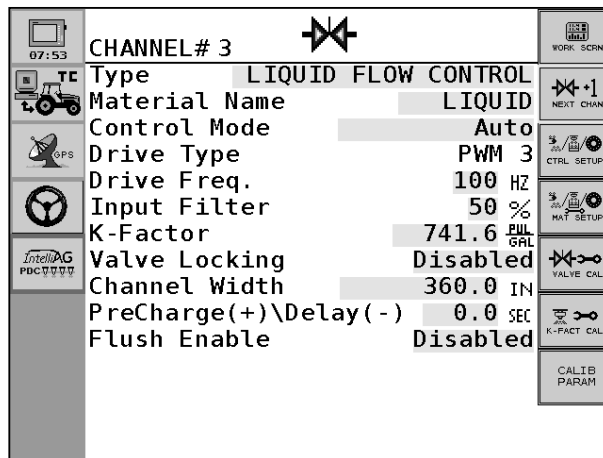 07:53
CHANNEL# 3
WORK SCRN
TC
Type LIQUID FLOW CONTROL
Material Name LIQUID
+1
NEXT CHAN
Control Mode Auto
GPS
Drive Type PWM 3
CTRL SETUP
Drive Freq. 100 HZ
Input Filter 50 %
MAT SETUP
K-Factor 741.6 PUL GAL
IntelliAG
PDC
Valve Locking Disabled
VALVE CAL
Channel Width 360.0 IN
PreCharge(+)\Delay(-) 0.0 SEC
K-FACT CAL
Flush Enable Disabled
CALIB
PARAM